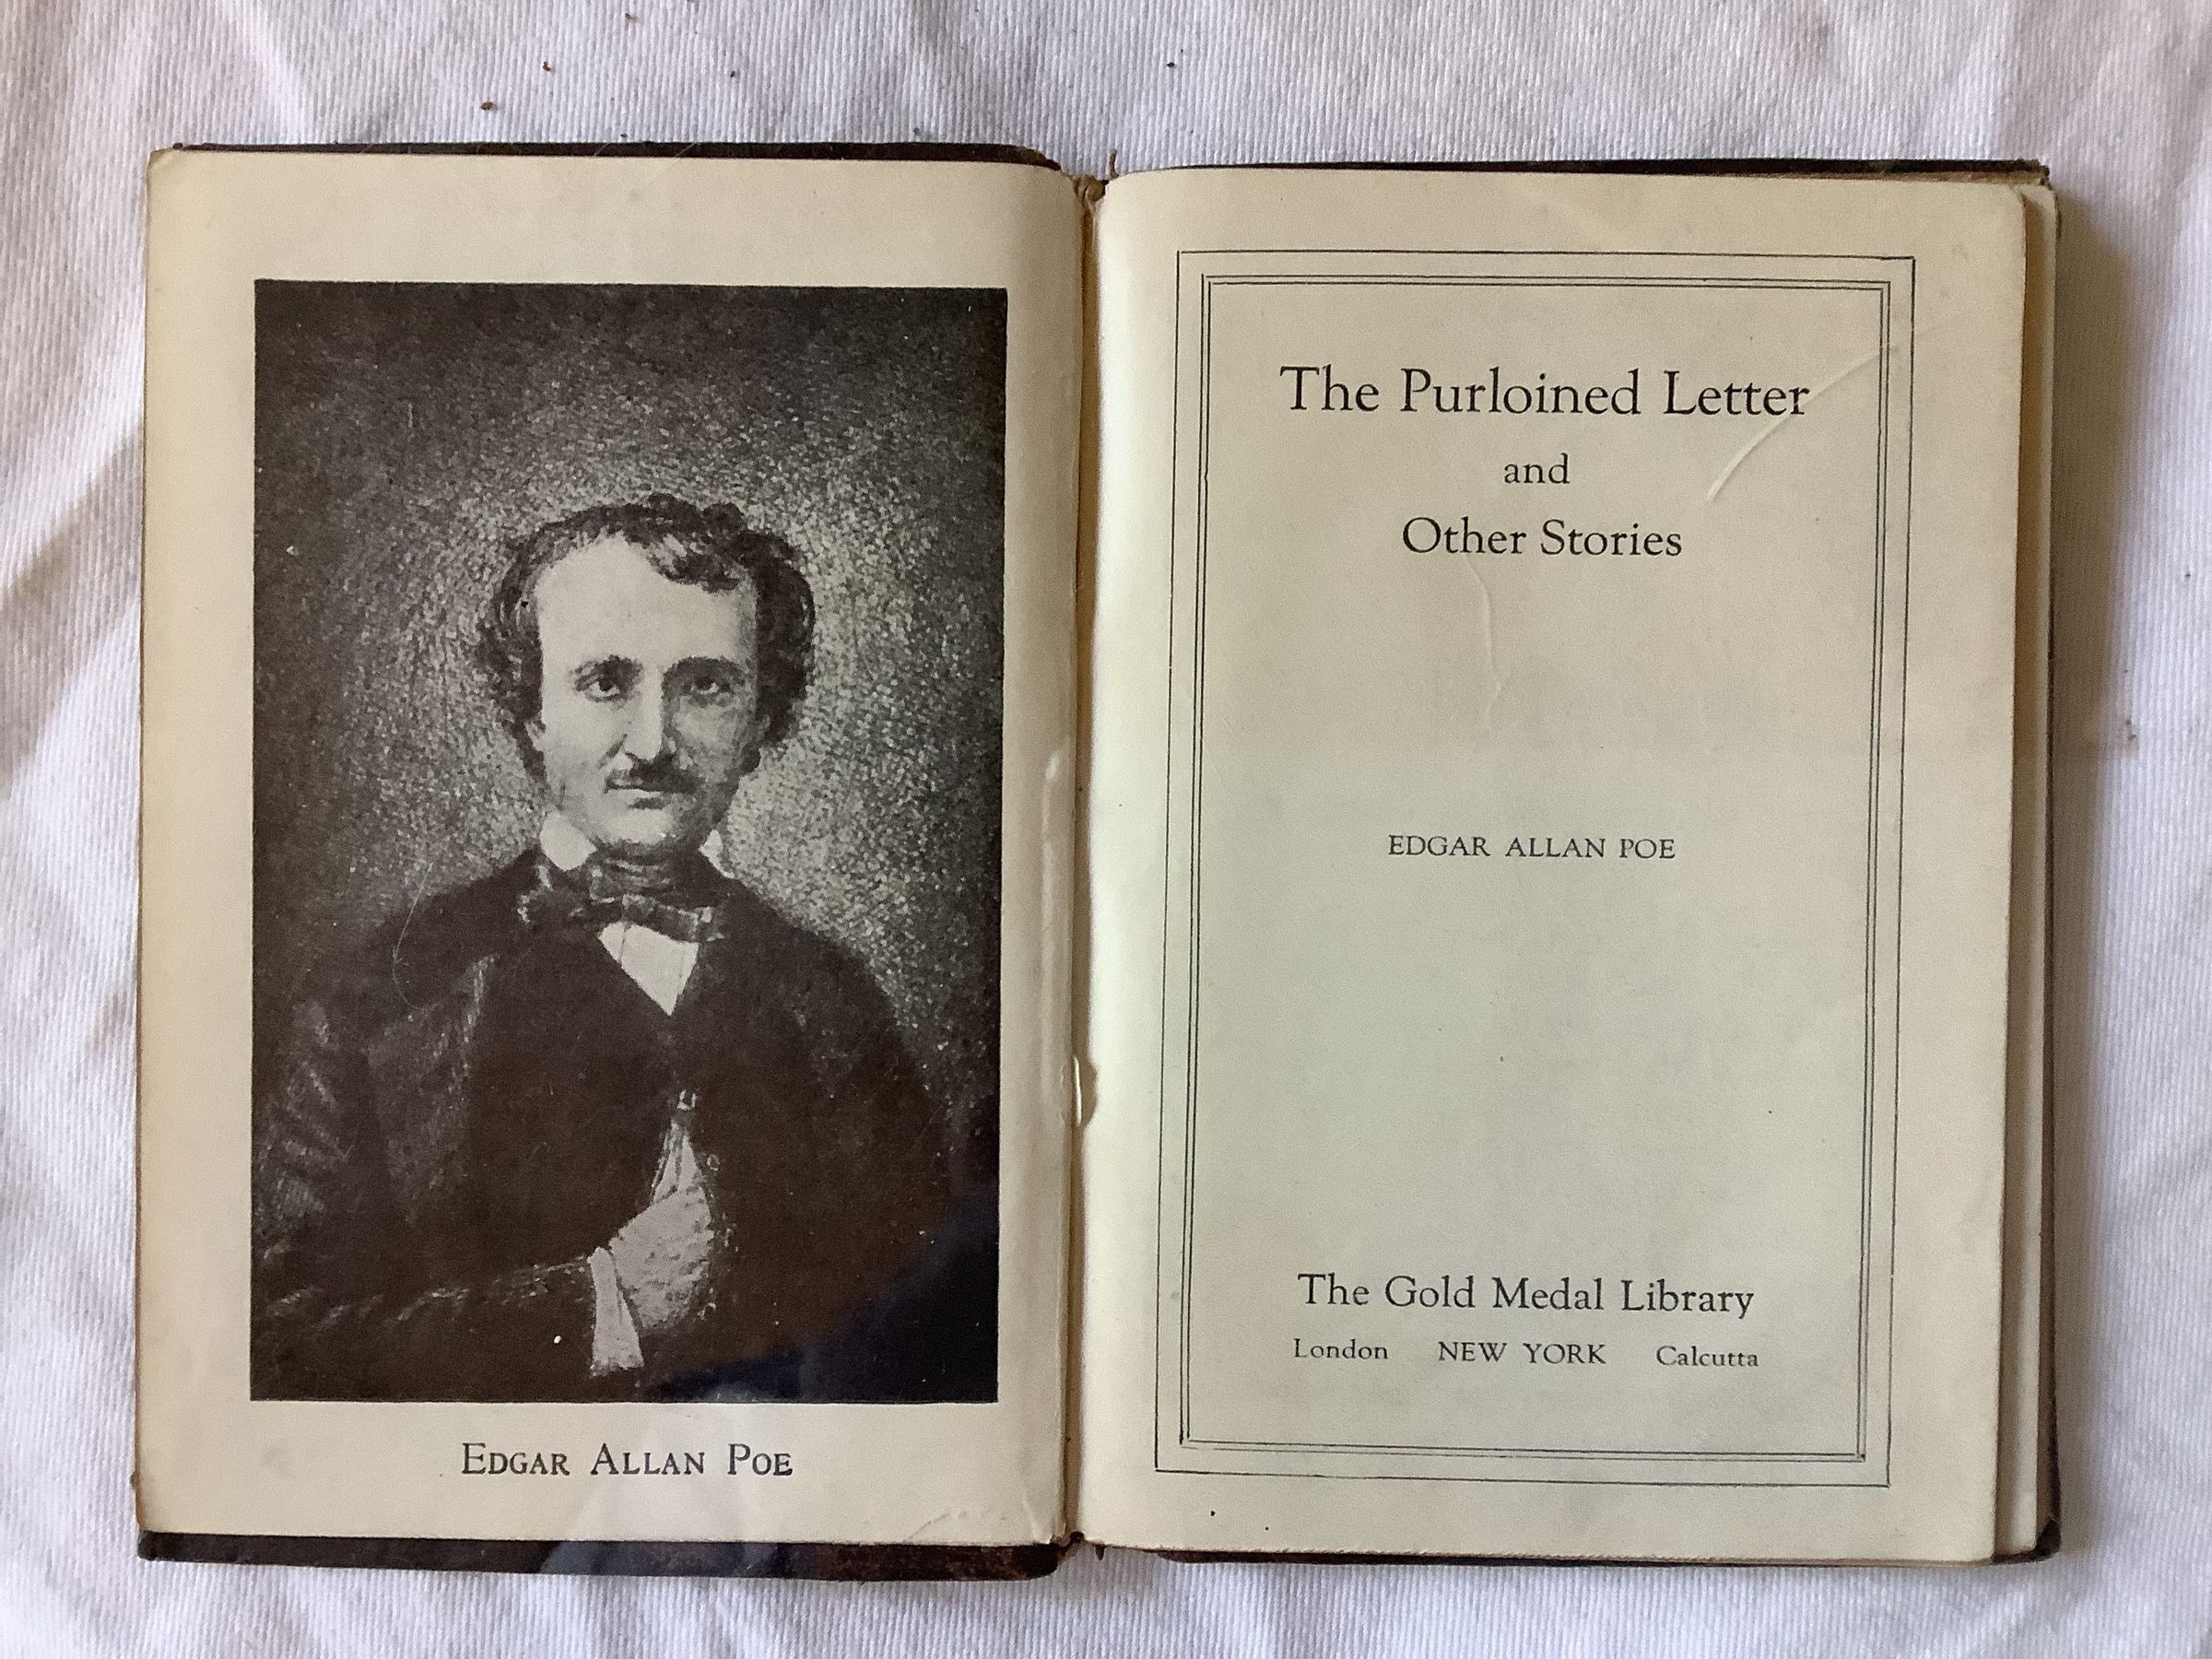 EDGAR ALLAN POE
The Purloined Letter
and
Other Stories
EDGAR ALLAN POE
The Gold Medal Library
London NEW YORK Calcutta